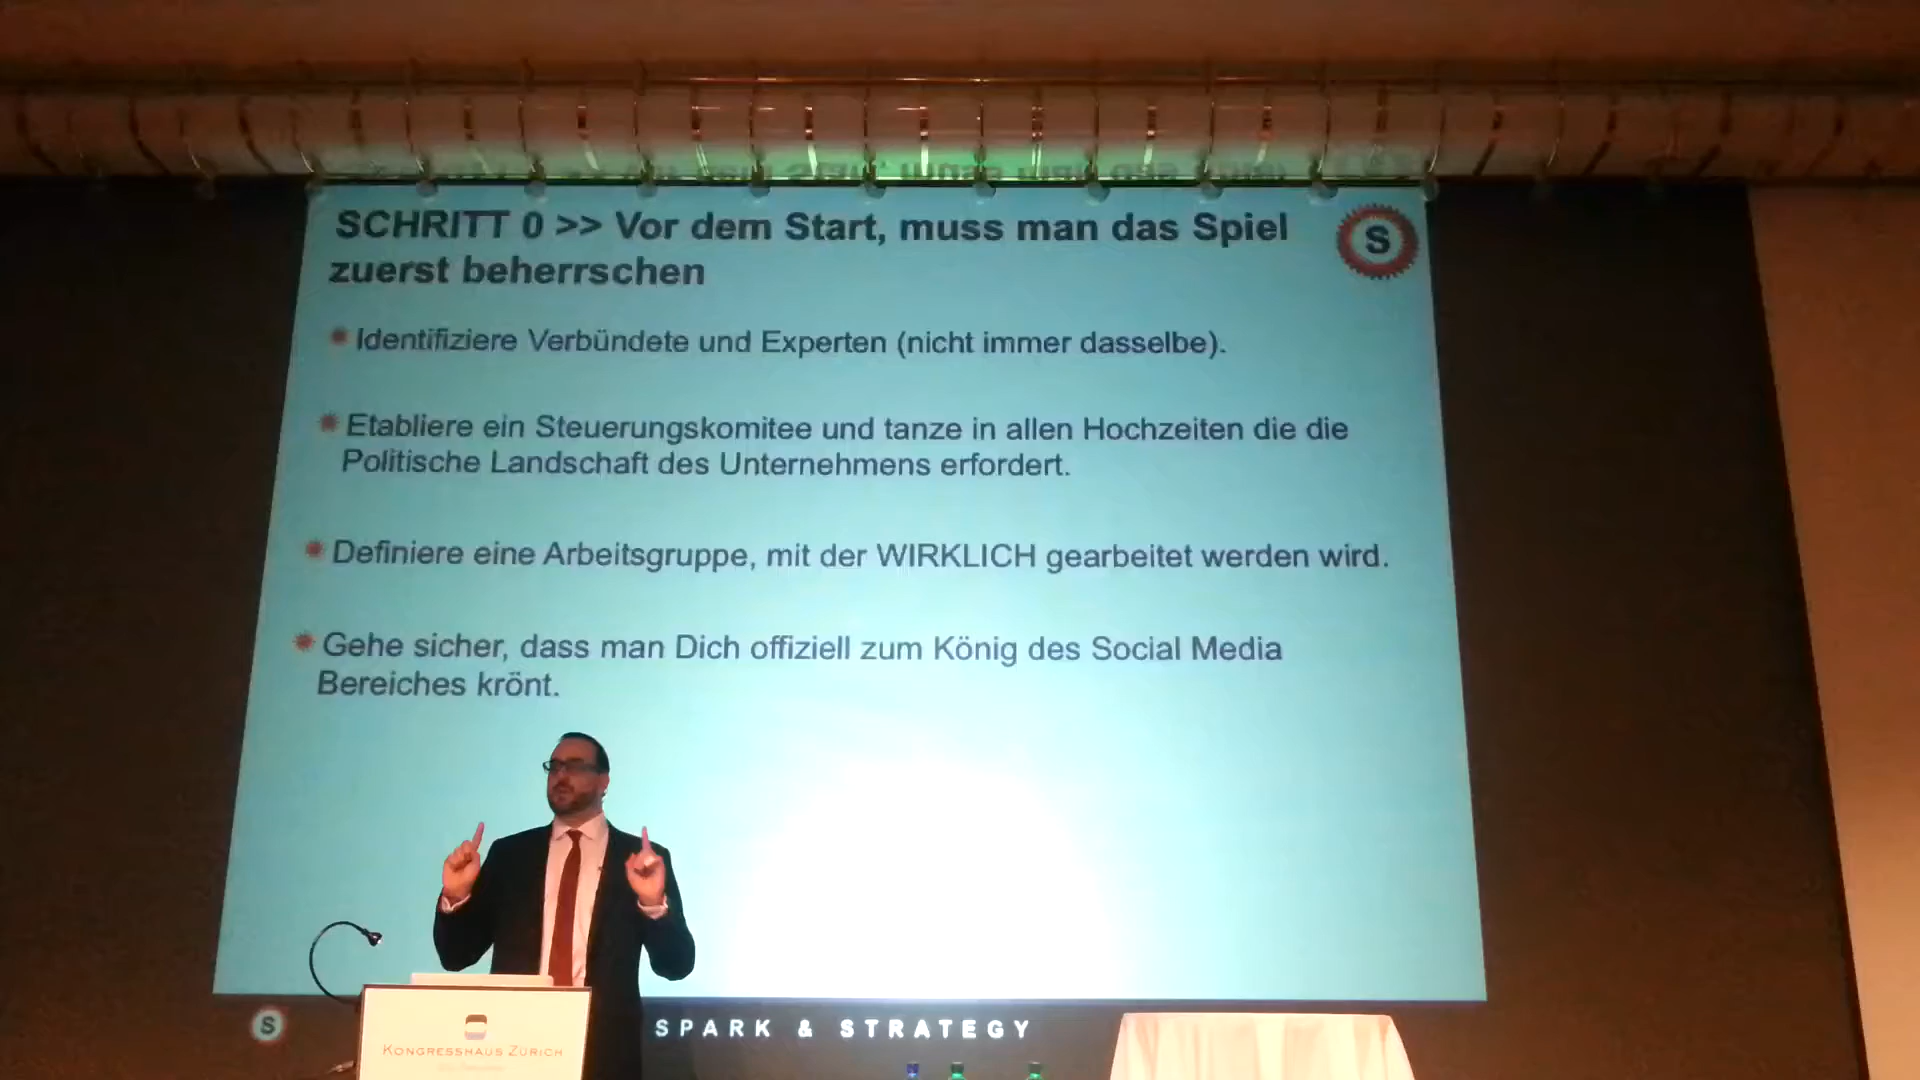 SCHRITT 0 >> Vor dem Start, muss man das Spiel
zuerst beherrschen
S
Identifiziere Verbündete und Experten (nicht immer dasselbe).
Etabliere ein Steuerungskomitee und tanze in allen Hochzeiten die die
Politische Landschaft des Unternehmens erfordert.
Definiere eine Arbeitsgruppe, mit der WIRKLICH gearbeitet werden wird.
Gehe sicher, dass man Dich offiziell zum König des Social Media
Bereiches krönt.
S
SPARK & STRATEGY
KONGRESSHAUS ZÜRICH